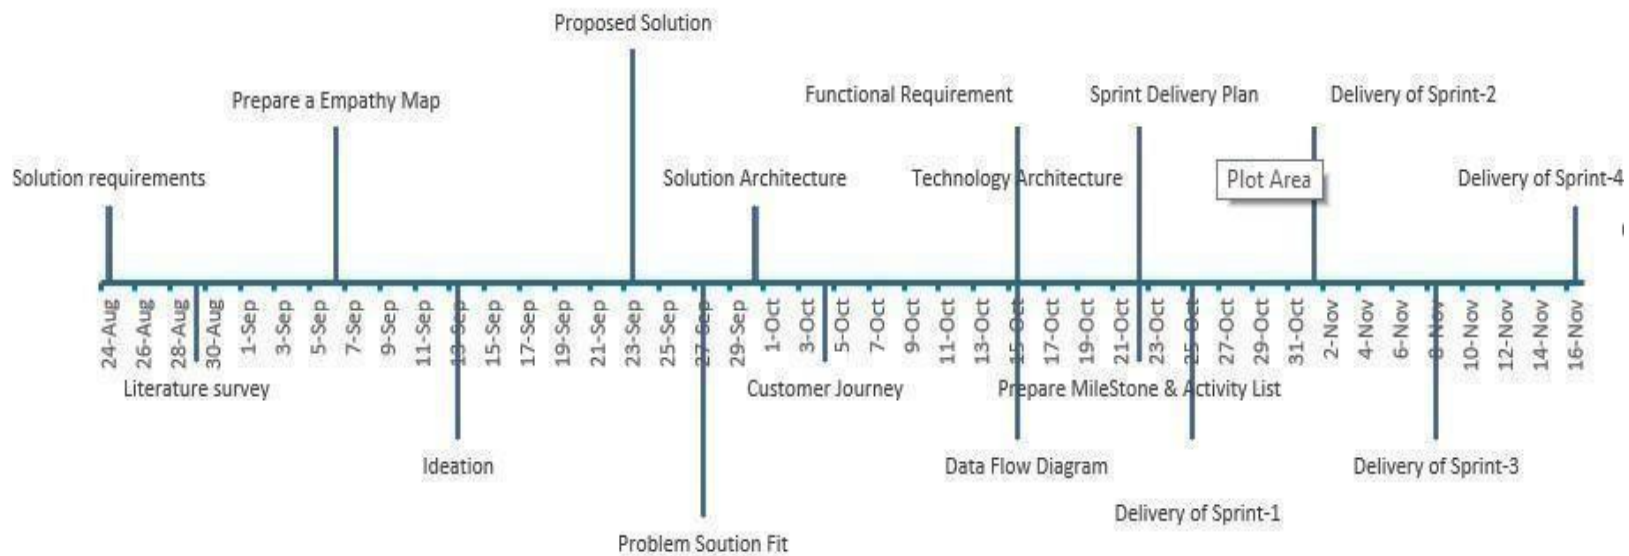 Proposed Solution
Prepare a Empathy Map
Functional Requirement
Sprint Delivery Plan
Delivery of Sprint-2
Solution requirements
Solution Architecture
Technology Architecture
Plot Area
Delivery of Sprint-4
24-Aug
26-Aug
28-Aug
30-Aug
1-Sep
3-Sep
5-Sep
7-Sep
9-Sep
11-Sep
13-Sep
15-Sep
17-Sep
19-Sep
21-Sep
23-Sep
25-Sep
27-Sep
29-Sep
1-Oct
3-Oct
5-Oct
7-Oct
9-Oct
11-Oct
13-Oct
15-Oct
17-Oct
19-Oct
21-Oct
23-Oct
25-Oct
27-Oct
29-Oct
31-Oct
2-Nov
4-Nov
6-Nov
8-Nov
10-Nov
12-Nov
14-Nov
16-Nov
Literature survey
Customer Journey
Prepare MileStone & Activity List
Ideation
Data Flow Diagram
Delivery of Sprint-3
Delivery of Sprint-1
Problem Soution Fit